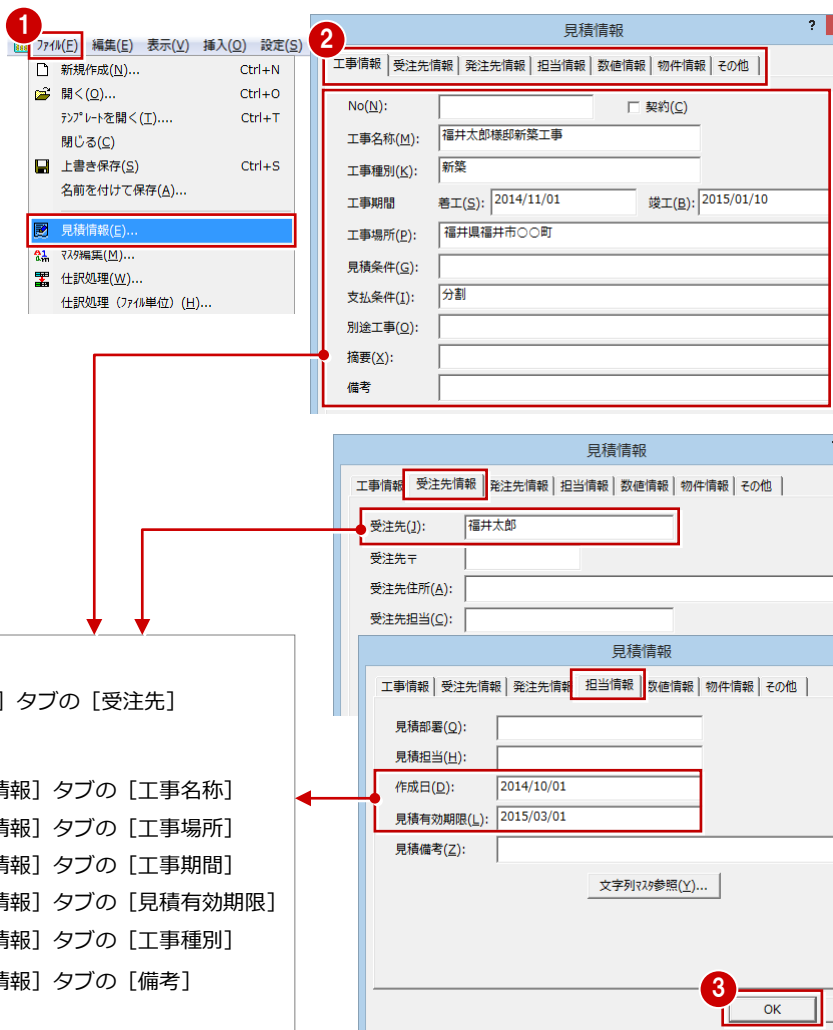 1
ファイル(F) 編集(E) 表示(V) 挿入(O) 設定(S)
新規作成(N)... Ctrl+N
開く(O)... Ctrl+O
テンプレートを開く(T).... Ctrl+T
閉じる(C)
上書き保存(S) Ctrl+S
名前を付けて保存(A)...
見積情報(E)...
マスタ編集(M)...
仕訳処理(W)...
仕訳処理（ファイル単位）(H)...
2
見積情報 ?
工事情報 受注先情報 発注先情報 担当情報 数値情報 物件情報 その他
No(N): 契約(C)
工事名称(M): 福井太郎様邸新築工事
工事種別(K): 新築
工事期間 着工(S): 2014/11/01 竣工(B): 2015/01/10
工事場所(P): 福井県福井市○○町
見積条件(G):
支払条件(I): 分割
別途工事(O):
摘要(X):
備考
見積情報
工事情報 受注先情報 発注先情報 担当情報 数値情報 物件情報 その他
受注先(J): 福井太郎
受注先〒
受注先住所(A):
受注先担当(C):
見積情報
工事情報 受注先情報 発注先情報 担当情報 数値情報 物件情報 その他
見積部署(Q):
見積担当(H):
作成日(D): 2014/10/01
見積有効期限(L): 2015/03/01
見積備考(Z):
文字列マスタ参照(Y)...
3
OK
］タブの［受注先］
情報］タブの［工事名称］
情報］タブの［工事場所］
情報］タブの［工事期間］
情報］タブの［見積有効期限］
情報］タブの［工事種別］
情報］タブの［備考］